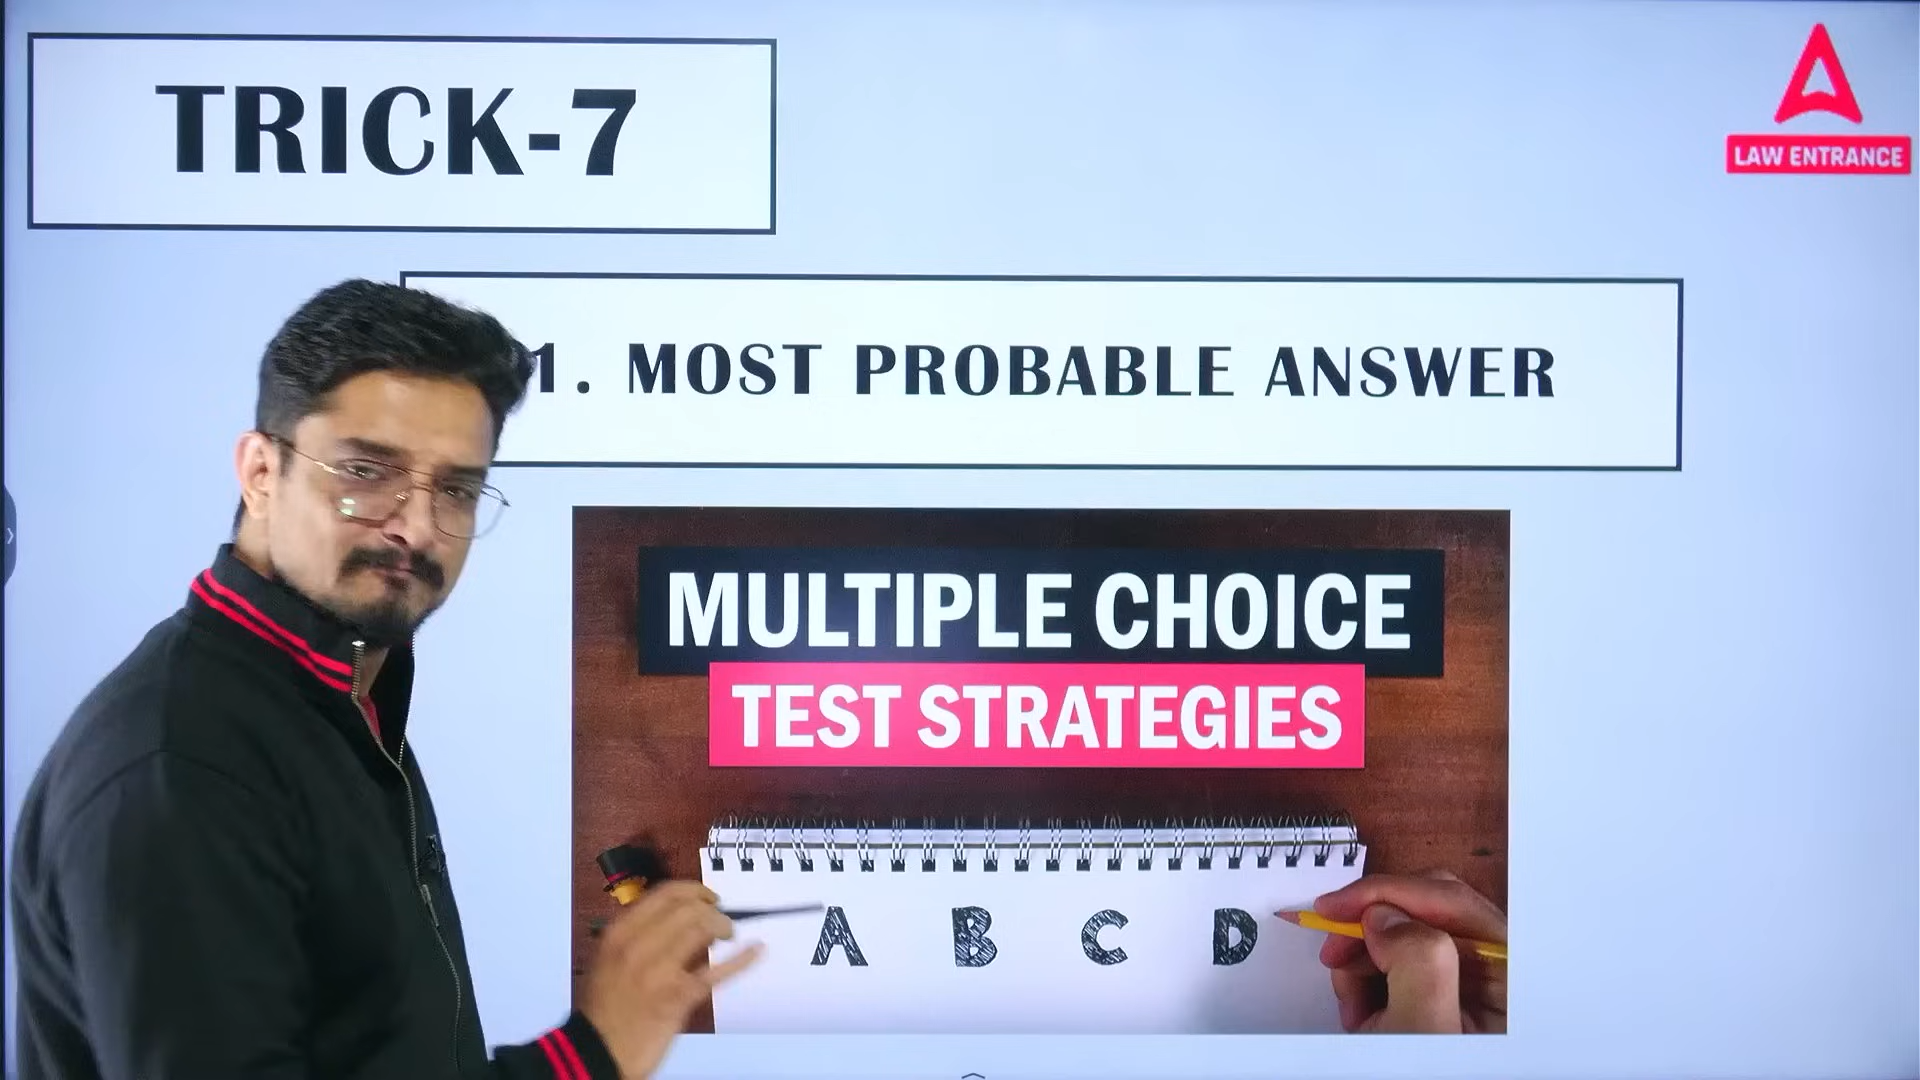 TRICK-7
LAW ENTRANCE
1. MOST PROBABLE ANSWER
MULTIPLE CHOICE
TEST STRATEGIES
A B C D